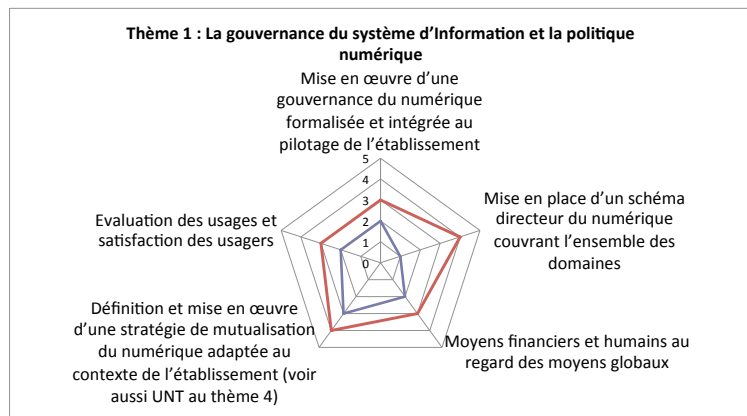 Thème 1 : La gouvernance du système d’Information et la politique
numérique
Mise en œuvre d’une
gouvernance du numérique
formalisée et intégrée au
pilotage de l’établissement
5
4
3
2
1
0
Mise en place d’un schéma
directeur du numérique
couvrant l’ensemble des
domaines
Moyens financiers et humains au
regard des moyens globaux
Définition et mise en œuvre
d’une stratégie de mutualisation
du numérique adaptée au
contexte de l’établissement (voir
aussi UNT au thème 4)
Evaluation des usages et
satisfaction des usagers